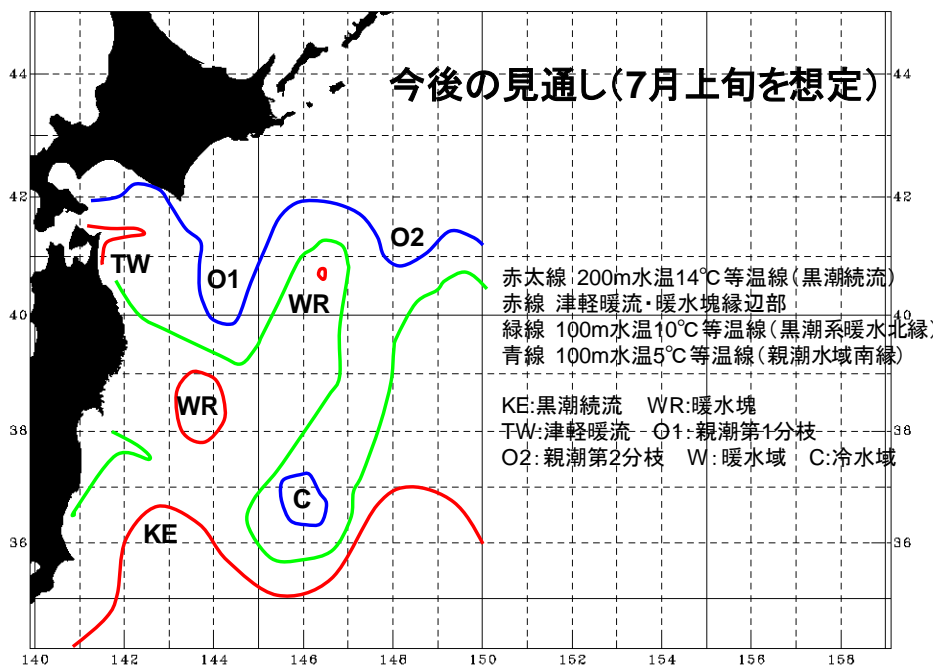 今後の見通し(7月上旬を想定)
44
44
42
42
TW
O1
O2
WR
赤太線 200m水温14℃等温線(黒潮続流)
赤線 津軽暖流・暖水塊縁辺部
40
40
緑線 100m水温10℃等温線(黒潮系暖水北縁)
青線 100m水温5℃等温線(親潮水域南縁)
WR
KE:黒潮続流 WR:暖水塊
38
38
TW:津軽暖流 O1:親潮第1分枝
O2:親潮第2分枝 W:暖水域 C:冷水域
C
KE
36
36
140 142 144 146 148 150 152 154 156 158